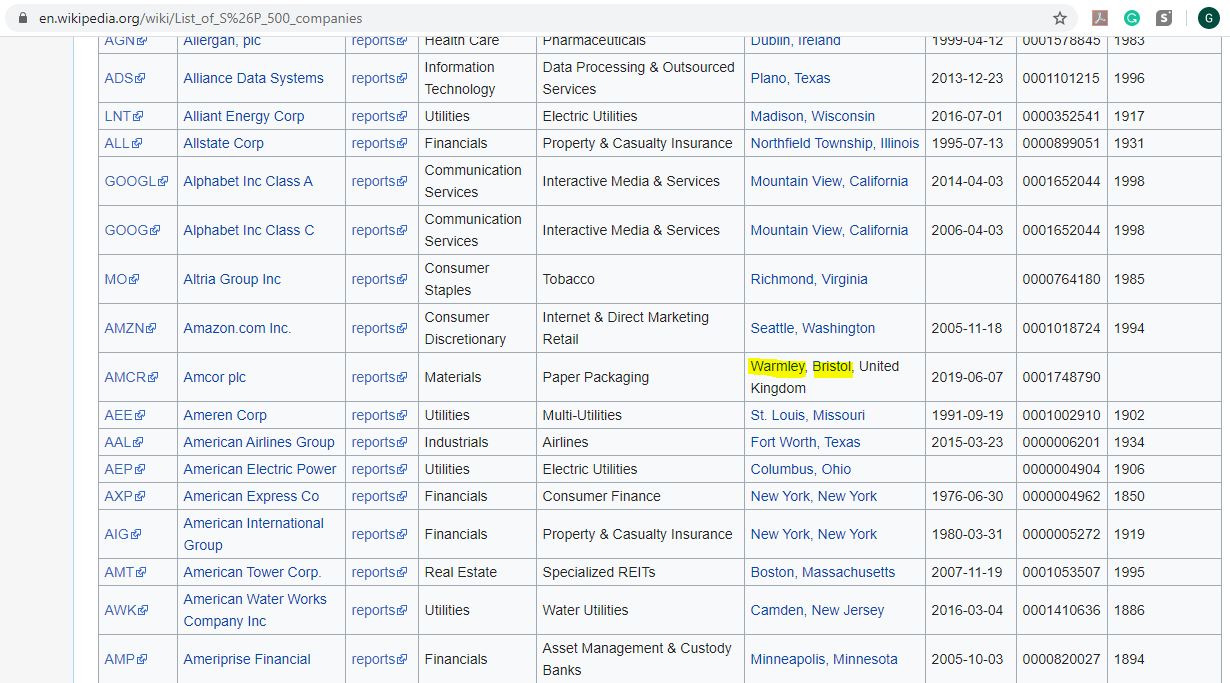 en.wikipedia.org/wiki/List_of_S%26P_500_companies
G
S
G
AGN Allergan, plc reports Health Care Pharmaceuticals Dublin, Ireland 1999-04-12 0001578845 1983
ADS Alliance Data Systems reports Information Technology Data Processing & Outsourced Services Plano, Texas 2013-12-23 0001101215 1996
LNT Alliant Energy Corp reports Utilities Electric Utilities Madison, Wisconsin 2016-07-01 0000352541 1917
ALL Allstate Corp reports Financials Property & Casualty Insurance Northfield Township, Illinois 1995-07-13 0000899051 1931
GOOGL Alphabet Inc Class A reports Communication Services Interactive Media & Services Mountain View, California 2014-04-03 0001652044 1998
GOOG Alphabet Inc Class C reports Communication Services Interactive Media & Services Mountain View, California 2006-04-03 0001652044 1998
MO Altria Group Inc reports Consumer Staples Tobacco Richmond, Virginia 0000764180 1985
AMZN Amazon.com Inc. reports Consumer Discretionary Internet & Direct Marketing Retail Seattle, Washington 2005-11-18 0001018724 1994
AMCR Amcor plc reports Materials Paper Packaging Warmley, Bristol, United Kingdom 2019-06-07 0001748790
AEE Ameren Corp reports Utilities Multi-Utilities St. Louis, Missouri 1991-09-19 0001002910 1902
AAL American Airlines Group reports Industrials Airlines Fort Worth, Texas 2015-03-23 0000006201 1934
AEP American Electric Power reports Utilities Electric Utilities Columbus, Ohio 0000004904 1906
AXP American Express Co reports Financials Consumer Finance New York, New York 1976-06-30 0000004962 1850
AIG American International Group reports Financials Property & Casualty Insurance New York, New York 1980-03-31 0000005272 1919
AMT American Tower Corp. reports Real Estate Specialized REITs Boston, Massachusetts 2007-11-19 0001053507 1995
AWK American Water Works Company Inc reports Utilities Water Utilities Camden, New Jersey 2016-03-04 0001410636 1886
AMP Ameriprise Financial reports Financials Asset Management & Custody Banks Minneapolis, Minnesota 2005-10-03 0000820027 1894